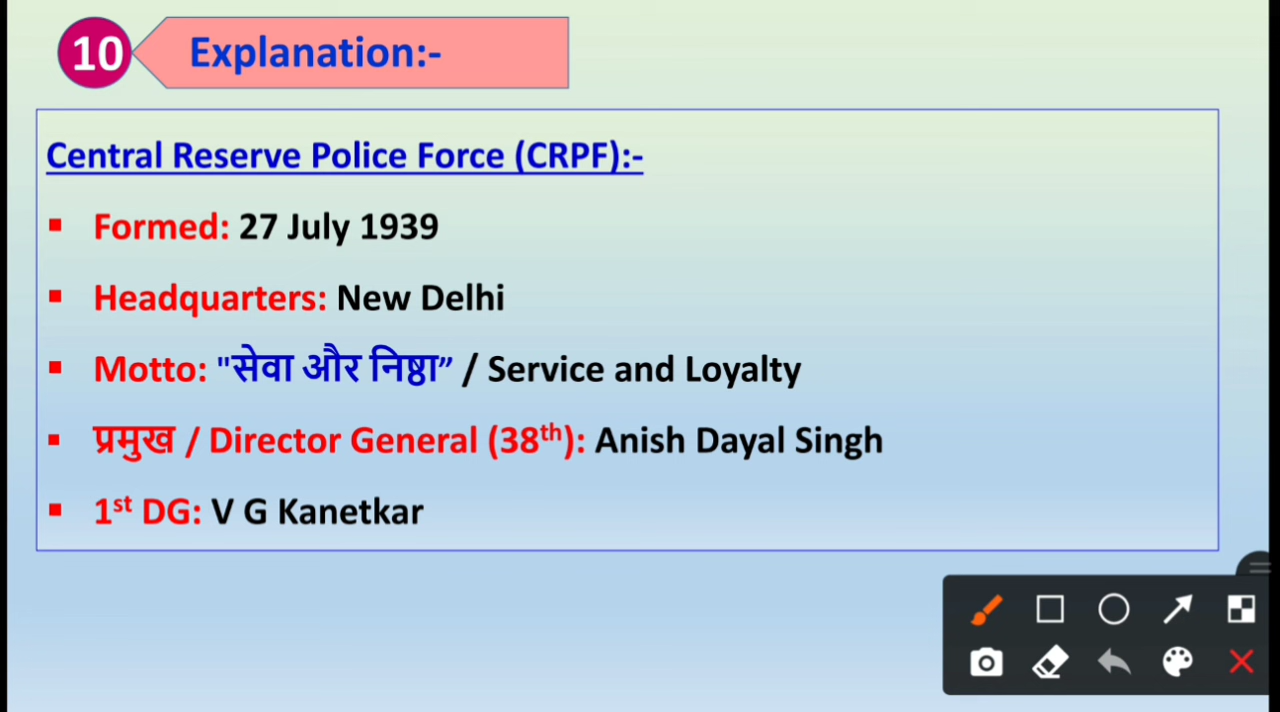 10 Explanation:-
Central Reserve Police Force (CRPF):-
▪ Formed: 27 July 1939
▪ Headquarters: New Delhi
▪ Motto: "सेवा और निष्ठा” / Service and Loyalty
▪ प्रमुख / Director General (38th): Anish Dayal Singh
▪ 1st DG: V G Kanetkar